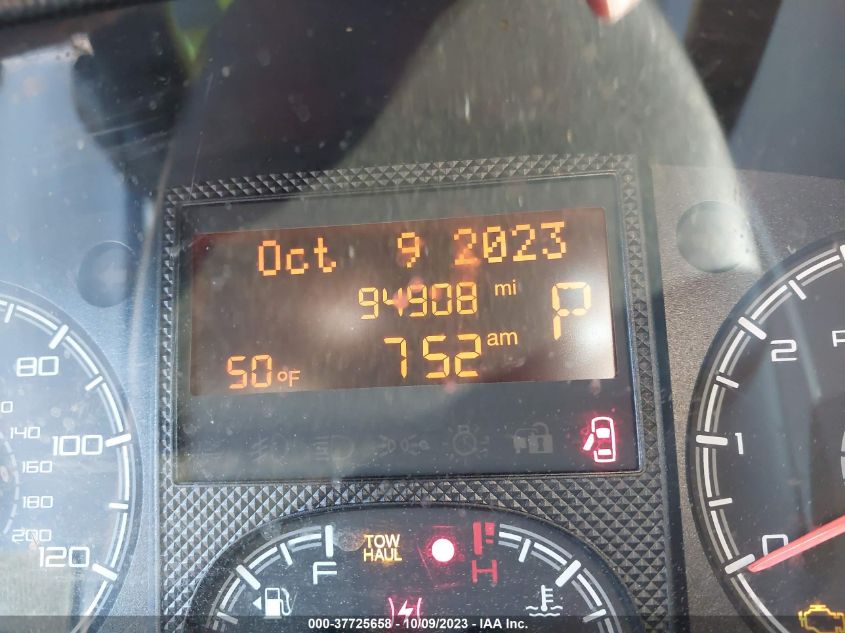 Oct 9 2023
94908 mi
P
752 am
50°F
80
100
120
140
160
180
200
2
1
0
TOW
HAUL
F
H
000-37725658 - 10/09/2023 - IAA Inc.